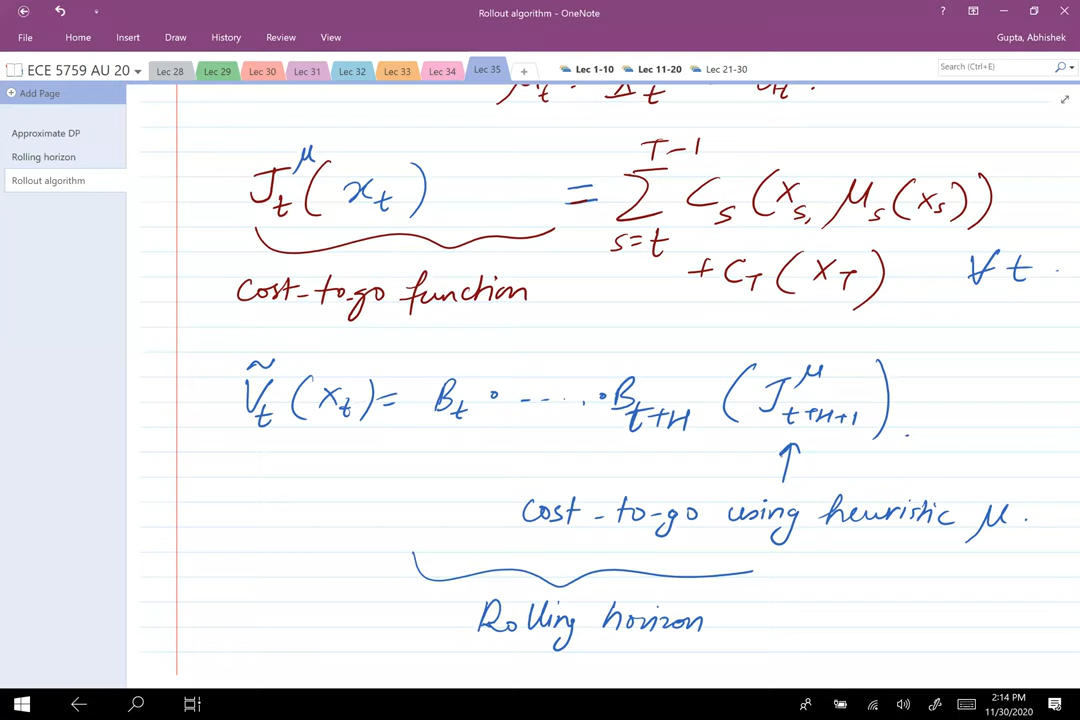 Rollout algorithm - OneNote
File Home Insert Draw History Review View Gupta, Abhishek
ECE 5759 AU 20 Lec 28 Lec 29 Lec 30 Lec 31 Lec 32 Lec 33 Lec 34 Lec 35 Lec 1-10 Lec 11-20 Lec 21-30 Search (Ctrl+E)
Add Page
Approximate DP
Rolling horizon
Rollout algorithm
J_t^μ (x_t) = ∑_{s=t}^{T-1} C_s (x_s, μ_s(x_s))
+ C_T (x_T) ∀ t.
cost-to-go function
Ṽ_t (x_t) = B_t ∘ ..... ∘ B_{t+H} (J^μ_{t+H+1}).
↑
cost-to-go using heuristic μ.
Rolling horizon
2:14 PM
11/30/2020